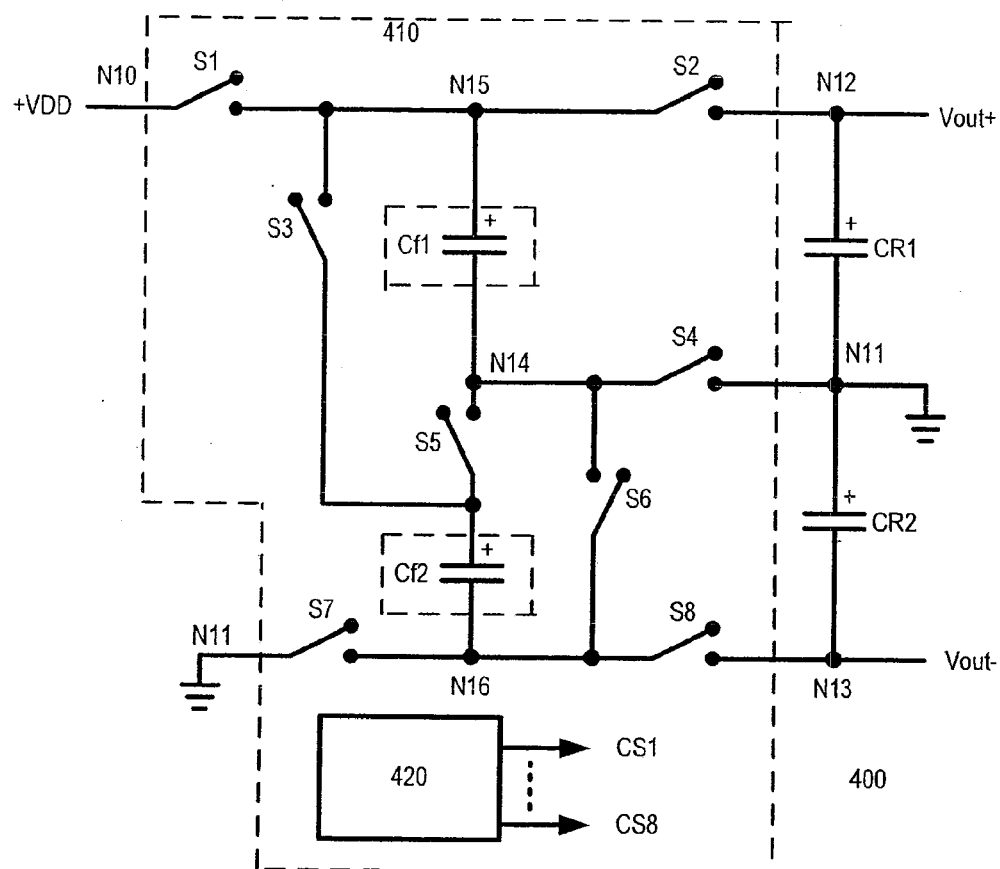 410
S1
S2
N10
N15
N12
+VDD
Vout+
S3
+
Cf1
+
CR1
S4
N11
N14
S5
S6
+
CR2
+
Cf2
S7
S8
N11
N16
N13
Vout-
420
CS1
CS8
400